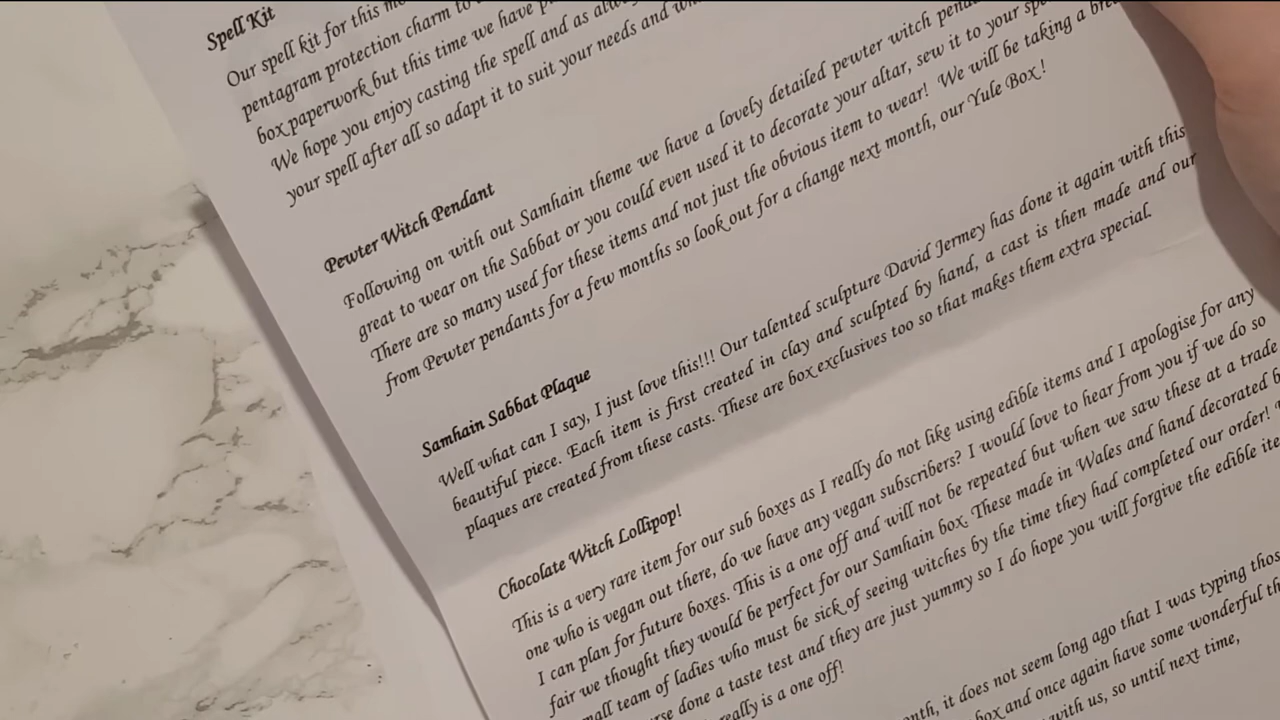 Spell Kit
Our spell kit for this
pentagram protection charm to
box paperwork but this time we have
We hope you enjoy casting the spell and as
your spell after all so adapt it to suit your needs and
Pewter Witch Pendant
Following on with out Samhain theme we have a lovely detailed pewter witch
great to wear on the Sabbat or you could even used it to decorate your altar, sew it to your
There are so many used for these items and not just the obvious item to wear! We will be taking a
from Pewter pendants for a few months so look out for a change next month, our Yule Box!
Samhain Sabbat Plaque
Well what can I say, I just love this!!! Our talented sculpture David Jermey has done it again with this
beautiful piece. Each item is first created in clay and sculpted by hand, a cast is then made and our
plaques are created from these casts. These are box exclusives too so that makes them extra special.
Chocolate Witch Lollipop!
This is a very rare item for our sub boxes as I really do not like using edible items and I apologise for any
one who is vegan out there, do we have any vegan subscribers? I would love to hear from you if we do so
I can plan for future boxes. This is a one off and will not be repeated but when we saw these at a trade
fair we thought they would be perfect for our Samhain box. These made in Wales and hand decorated
team of ladies who must be sick of seeing witches by the time they had completed our order!
done a taste test and they are just yummy so I do hope you will forgive the edible
is a one off!
it does not seem long ago that I was typing
box and once again have some wonderful
with us, so until next time,